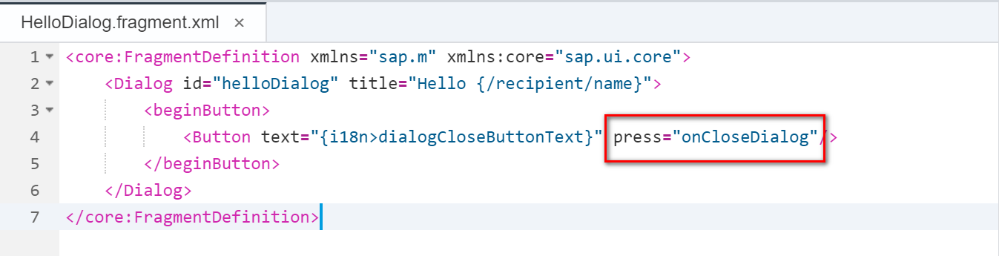 HelloDialog.fragment.xml ×
1 <core:FragmentDefinition xmlns="sap.m" xmlns:core="sap.ui.core">
2 <Dialog id="helloDialog" title="Hello {/recipient/name}">
3 <beginButton>
4 <Button text="{i18n>dialogCloseButtonText}" press="onCloseDialog"/>
5 </beginButton>
6 </Dialog>
7 </core:FragmentDefinition>